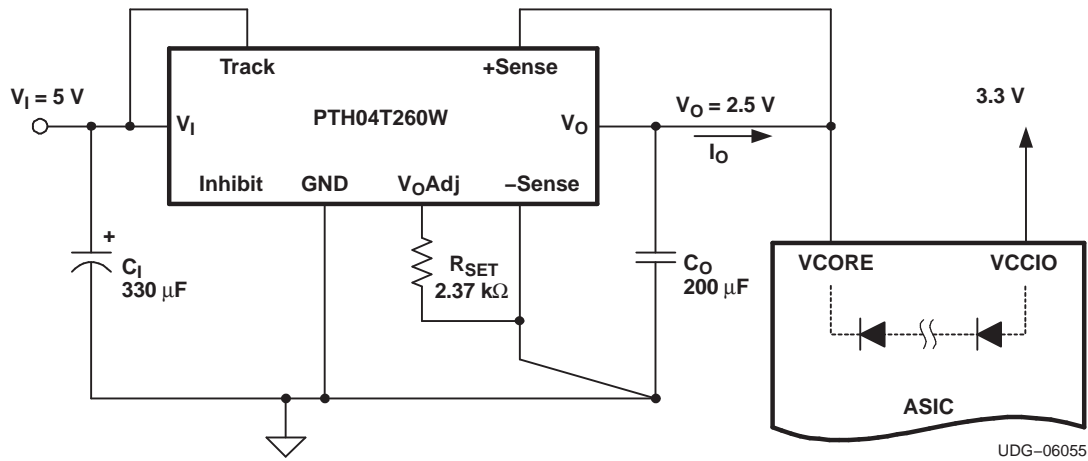 Track
+Sense
V_I = 5 V
V_I
PTH04T260W
V_O
V_O = 2.5 V
3.3 V
I_O
Inhibit
GND
V_OAdj
−Sense
+
C_I
330 µF
R_SET
2.37 kΩ
C_O
200 µF
VCORE
VCCIO
ASIC
UDG−06055